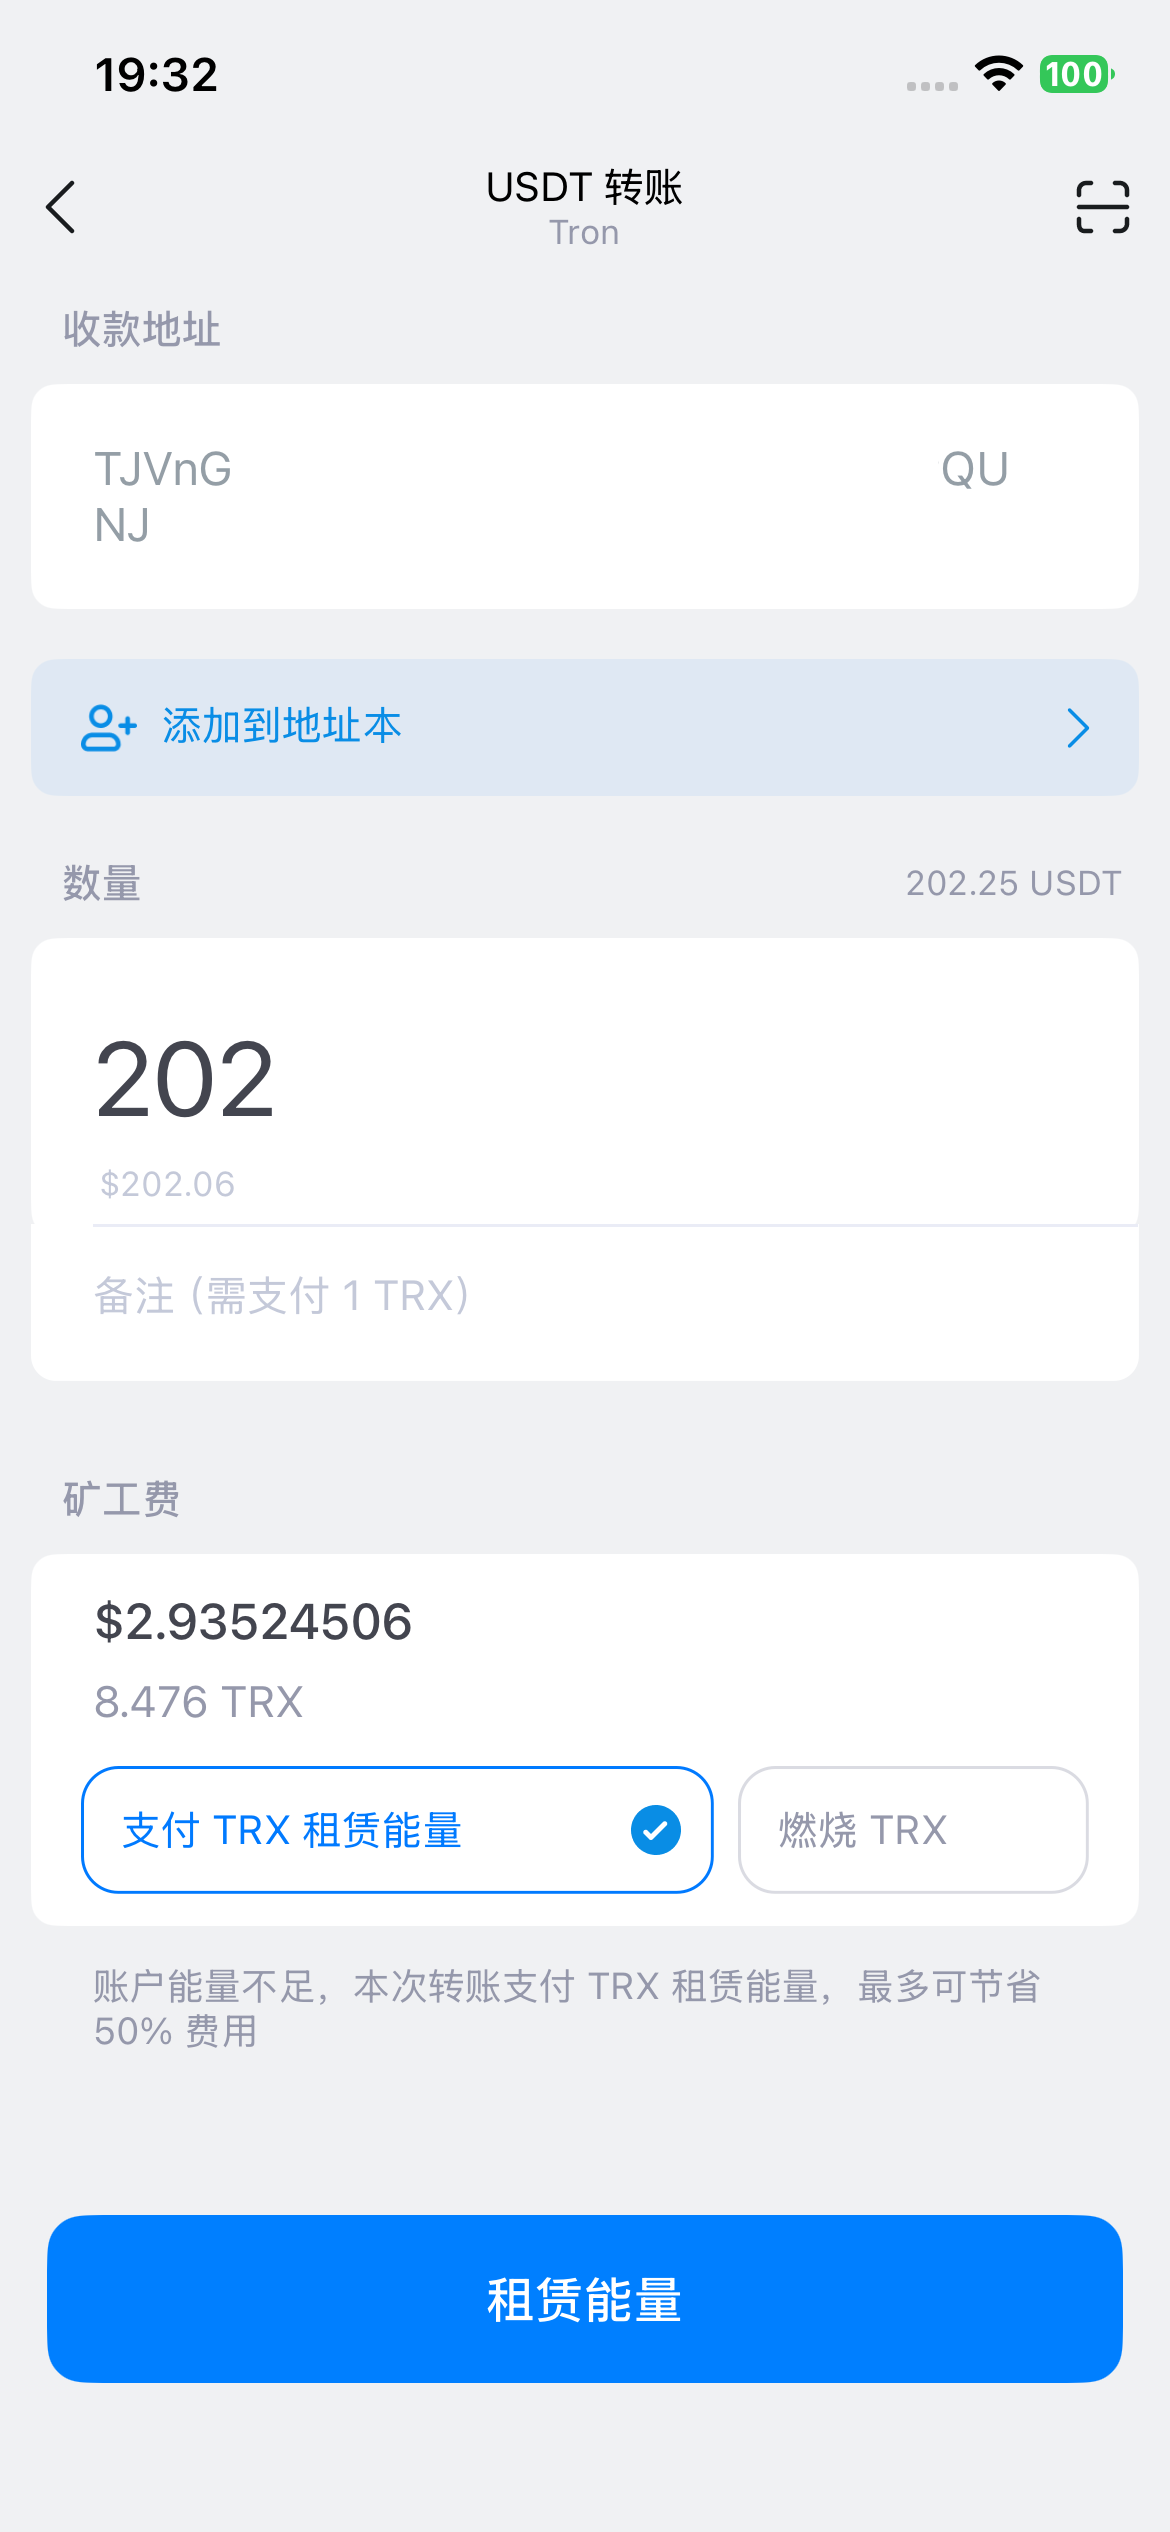 19:32
100
USDT 转账
Tron
收款地址
TJVnG QU
NJ
添加到地址本
数量
202.25 USDT
202
$202.06
备注 (需支付 1 TRX)
矿工费
$2.93524506
8.476 TRX
支付 TRX 租赁能量
燃烧 TRX
账户能量不足，本次转账支付 TRX 租赁能量，最多可节省
50% 费用
租赁能量